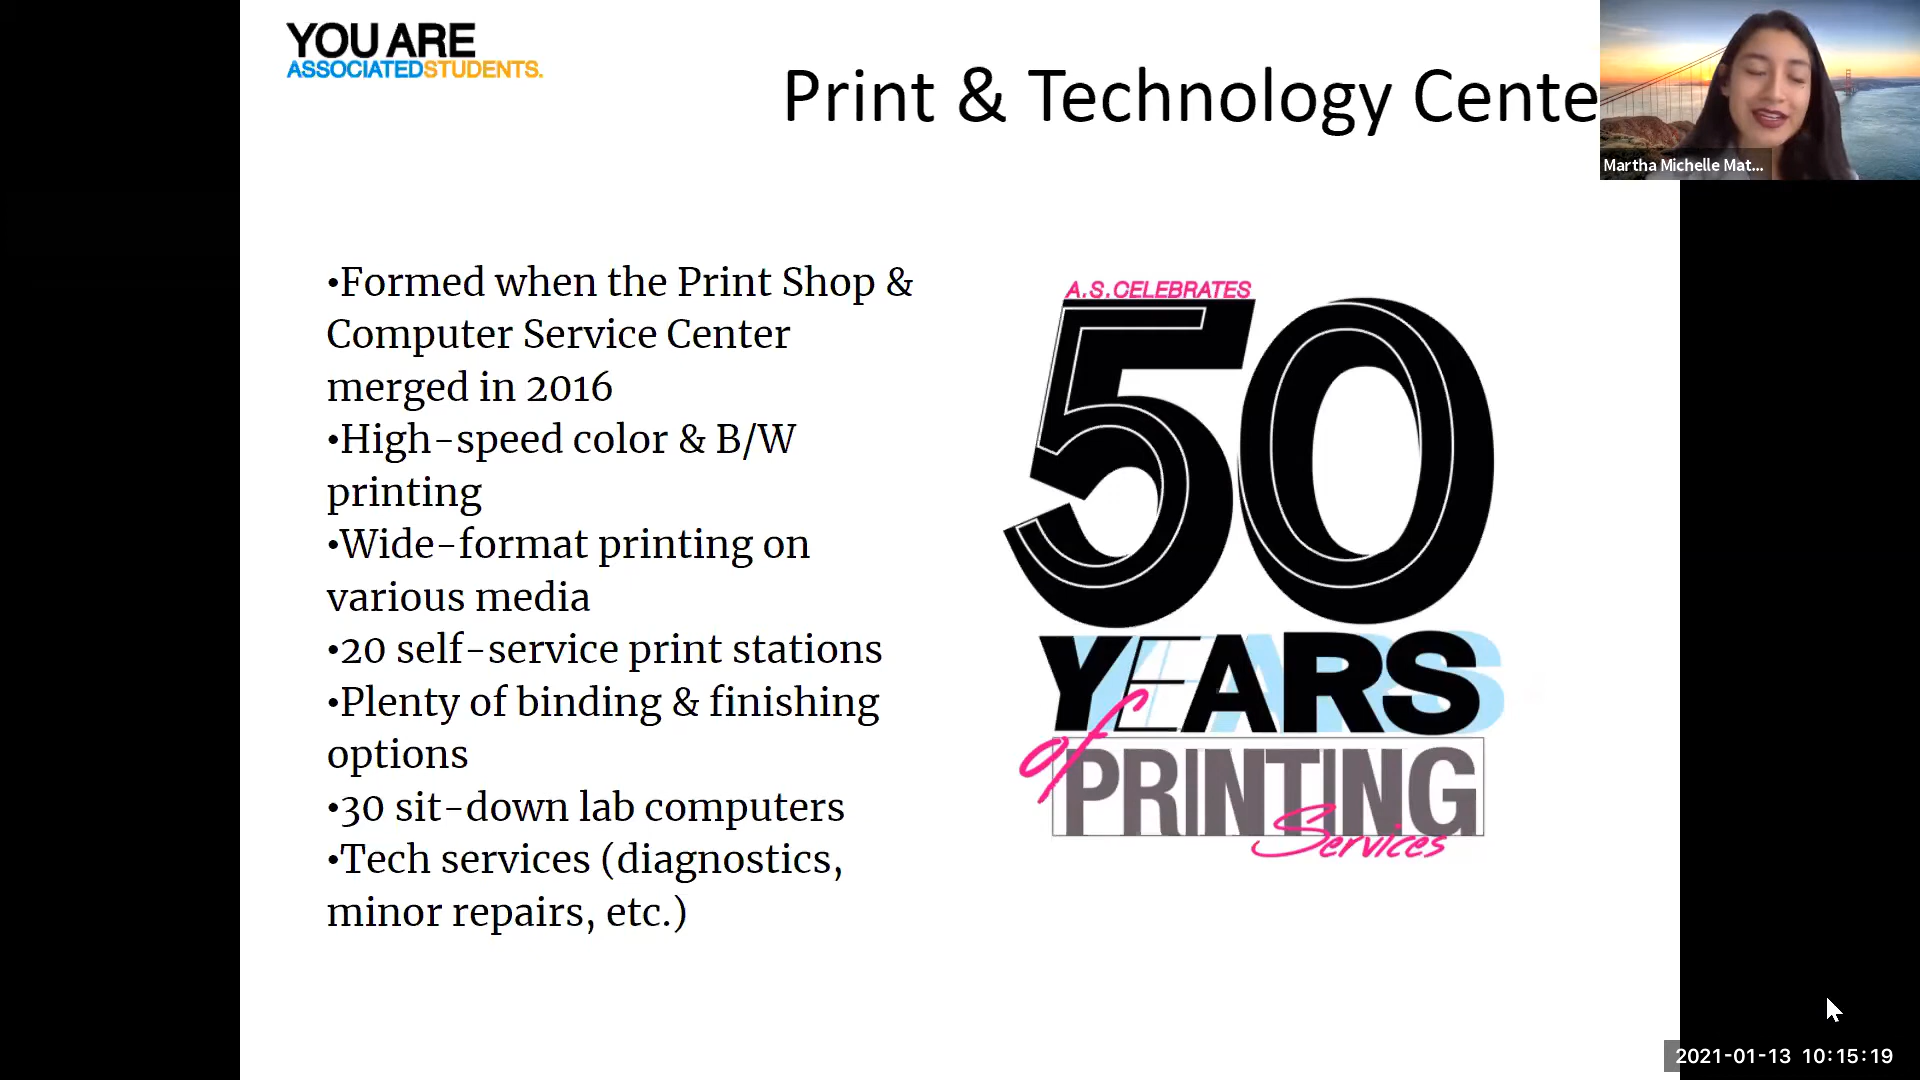 YOU ARE
ASSOCIATEDSTUDENTS.
Print & Technology Cente
Martha Michelle Mat...
•Formed when the Print Shop &
Computer Service Center
merged in 2016
•High-speed color & B/W
printing
•Wide-format printing on
various media
•20 self-service print stations
•Plenty of binding & finishing
options
•30 sit-down lab computers
•Tech services (diagnostics,
minor repairs, etc.)
A.S.CELEBRATES
50
YEARS
of PRINTING
Services
2021-01-13 10:15:19